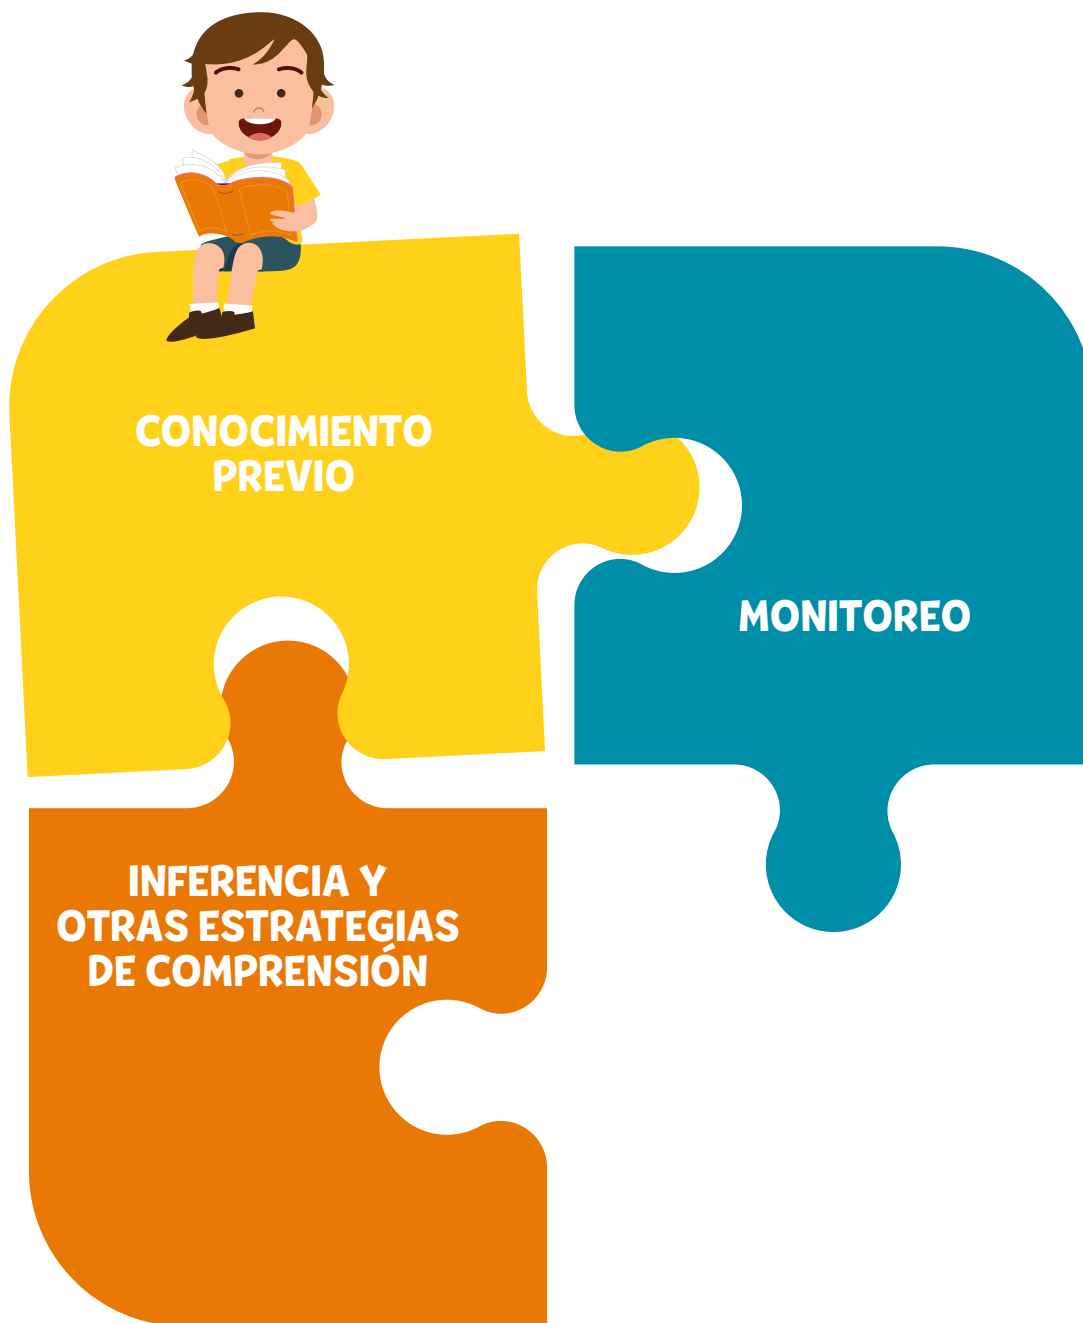 CONOCIMIENTO
PREVIO
MONITOREO
INFERENCIA Y
OTRAS ESTRATEGIAS
DE COMPRENSIÓN